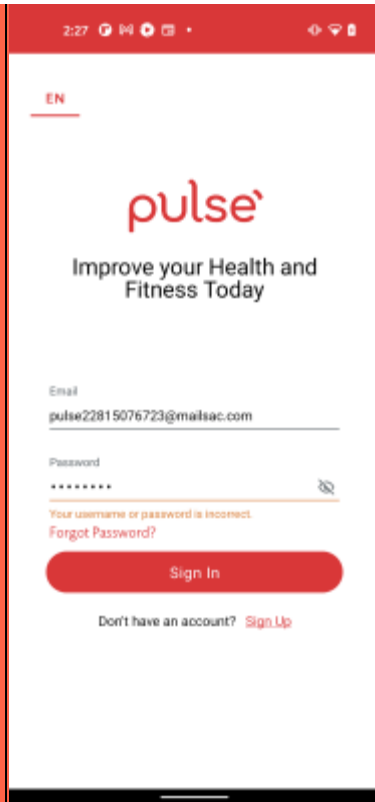 2:27
EN
pulse
Improve your Health and
Fitness Today
Email
pulse22815076723@mailsac.com
Password
Your username or password is incorrect.
Forgot Password?
Sign In
Don't have an account? Sign Up